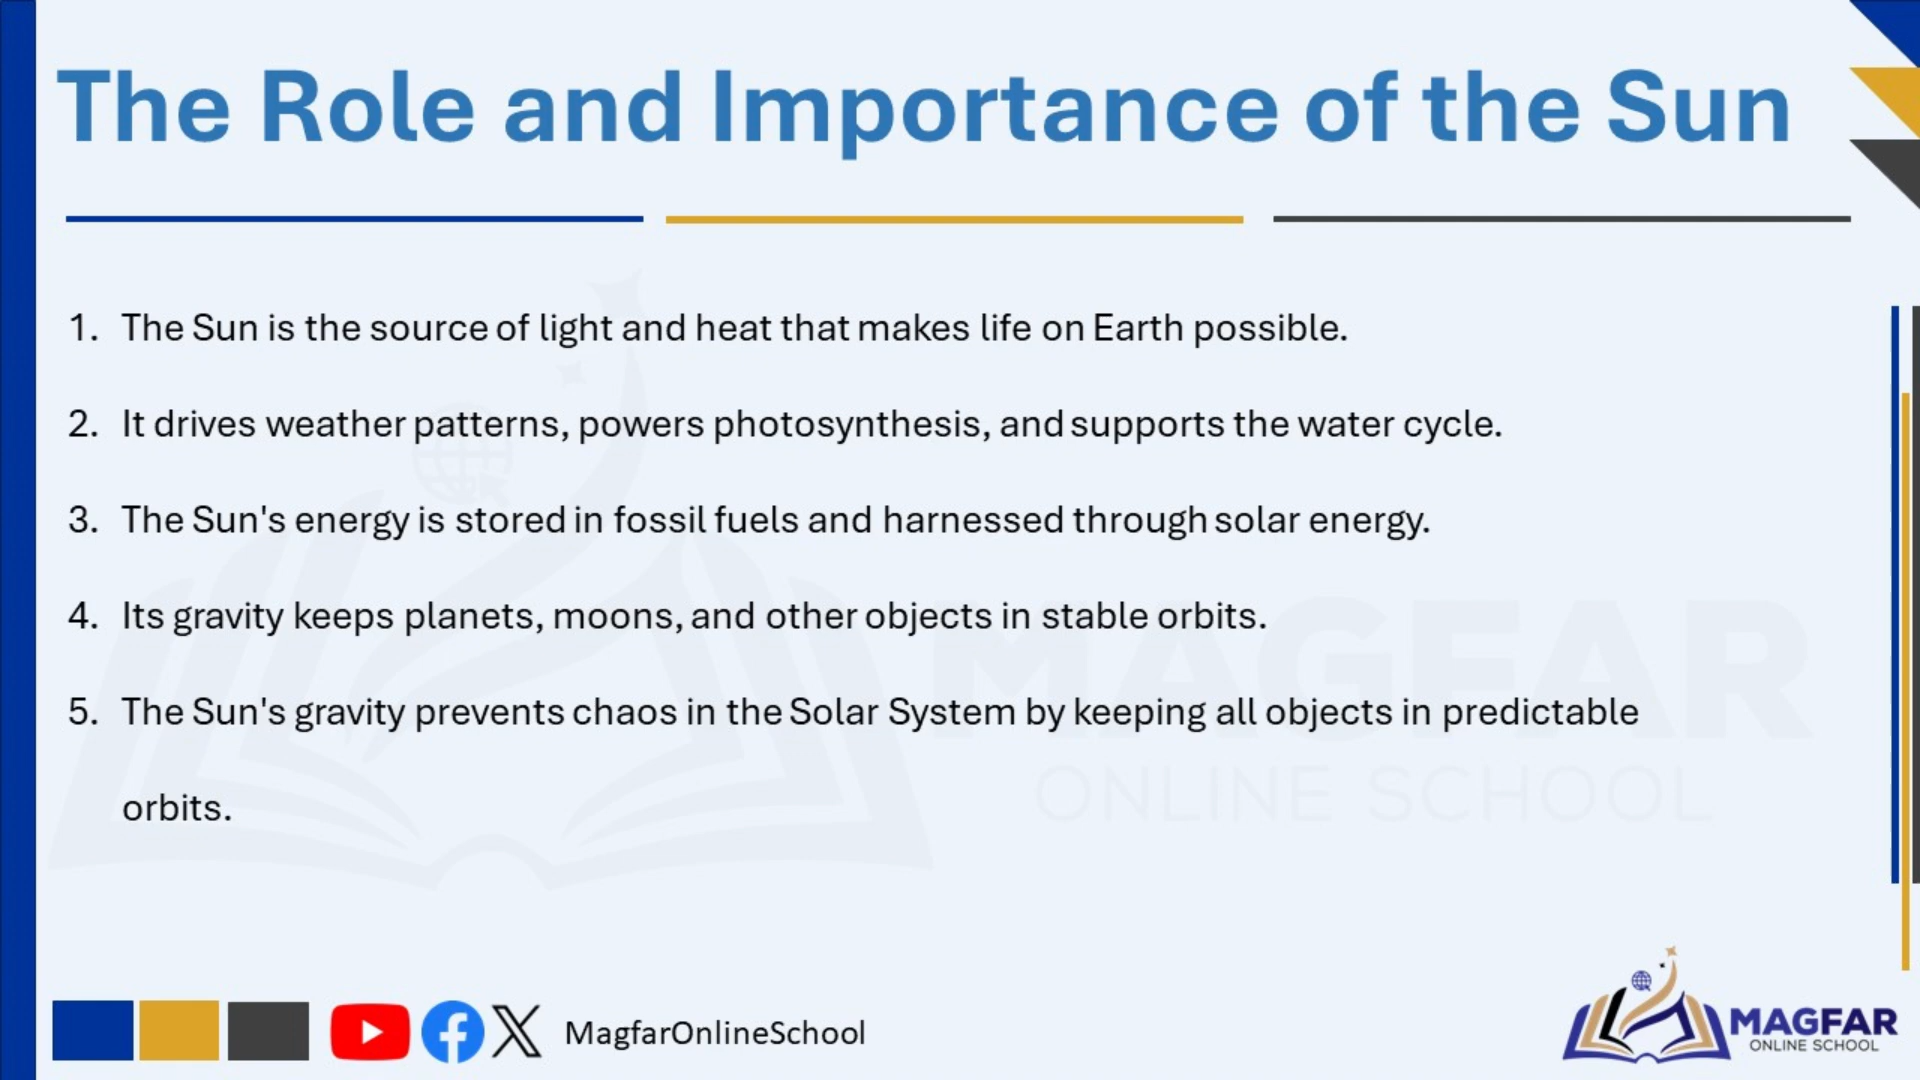 The Role and Importance of the Sun
1. The Sun is the source of light and heat that makes life on Earth possible.
2. It drives weather patterns, powers photosynthesis, and supports the water cycle.
3. The Sun's energy is stored in fossil fuels and harnessed through solar energy.
4. Its gravity keeps planets, moons, and other objects in stable orbits.
5. The Sun's gravity prevents chaos in the Solar System by keeping all objects in predictable
orbits.
MAGFAR
ONLINE SCHOOL
MagfarOnlineSchool
MAGFAR
ONLINE SCHOOL